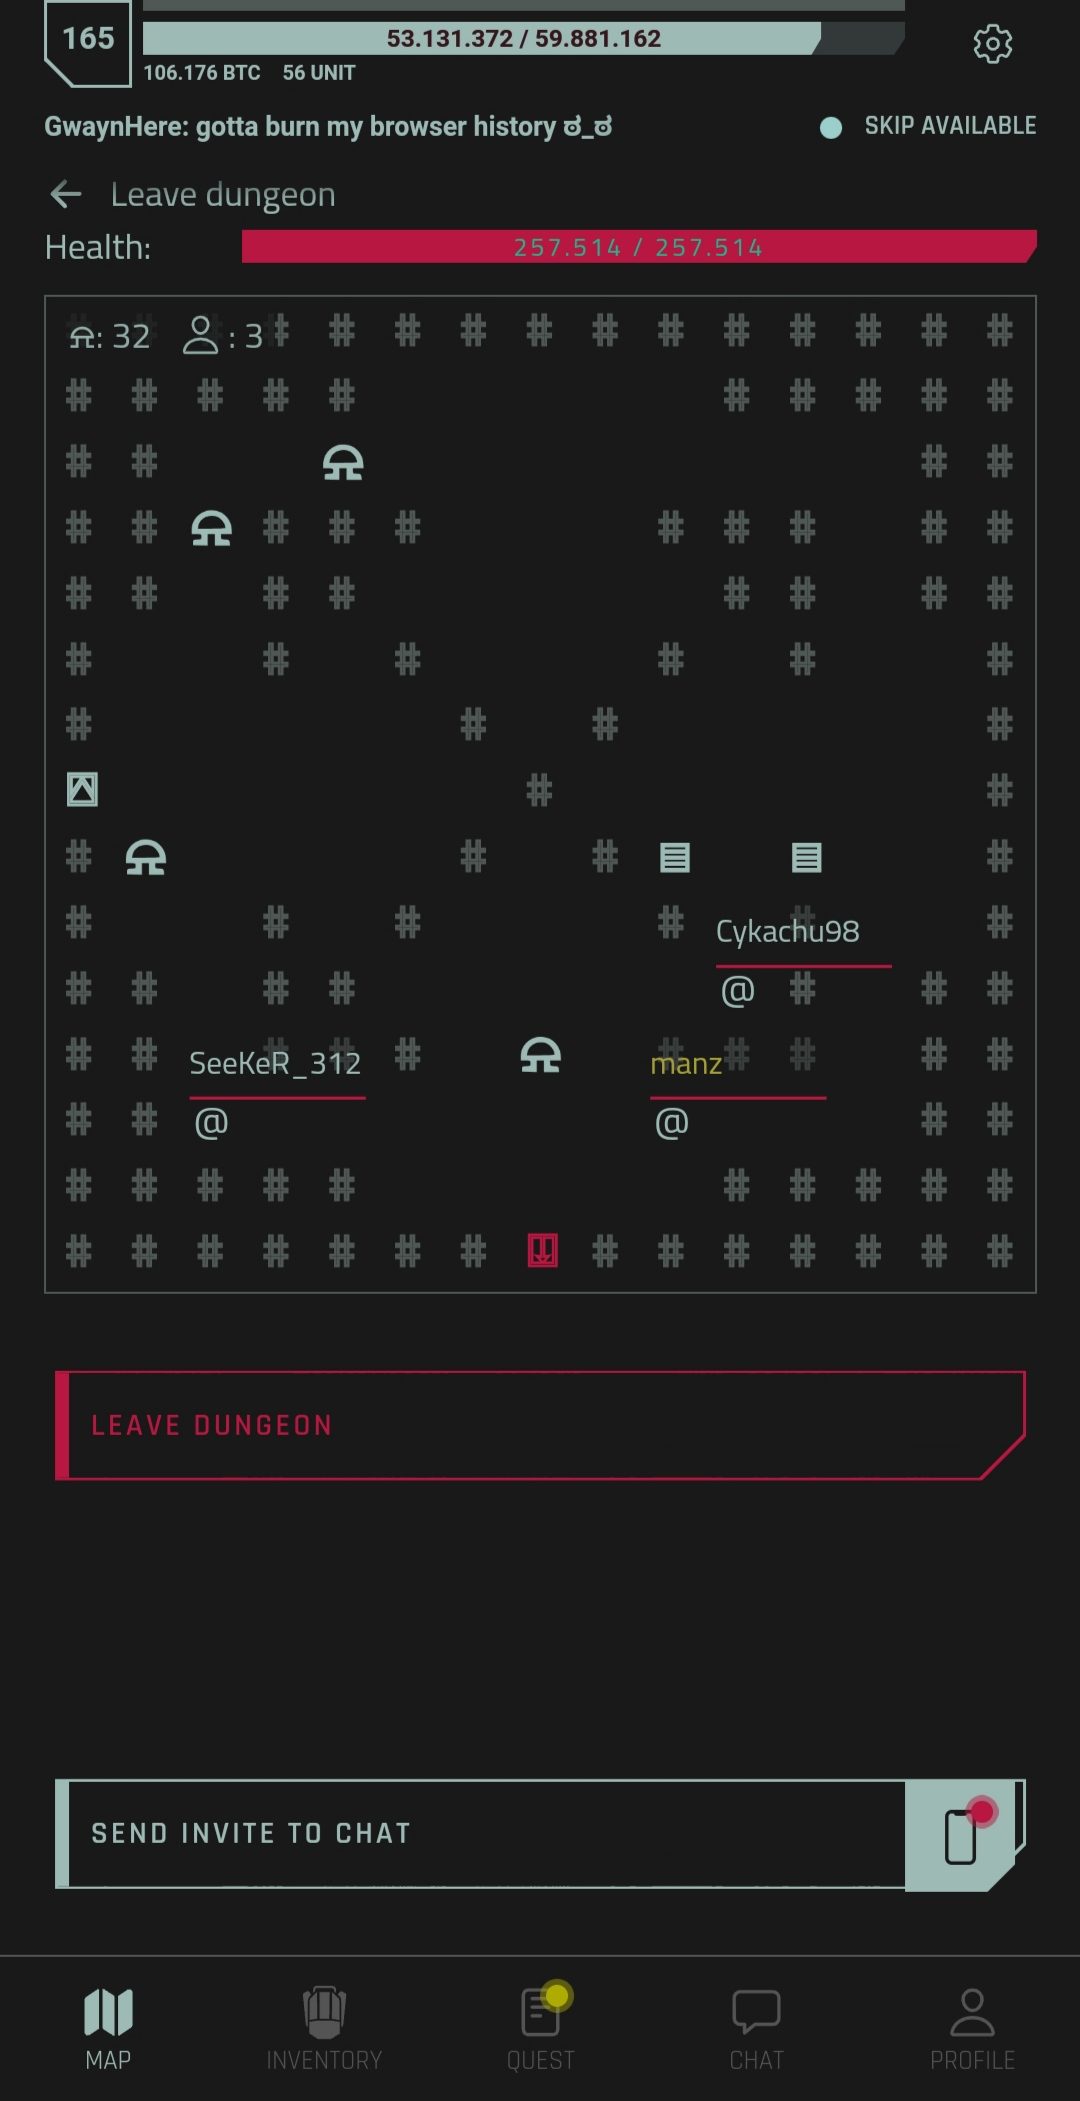 165
53.131.372 / 59.881.162
106.176 BTC 56 UNIT
GwaynHere: gotta burn my browser history ಠ_ಠ
SKIP AVAILABLE
Leave dungeon
Health:
257.514 / 257.514
: 32 : 3 # # # # # # # # # # # #
# # # # # # # # # #
# # # #
# # # # # # # # # #
# # # # # # # #
# # # # # #
# # # #
# #
# # # #
# # # # # #
Cykachu98
# # # # @ # # #
# # # # # # # # # # #
SeeKeR_312
manz
# # @ @ # #
# # # # # # # # # #
# # # # # # # # # # # # # #
LEAVE DUNGEON
SEND INVITE TO CHAT
MAP
INVENTORY
QUEST
CHAT
PROFILE